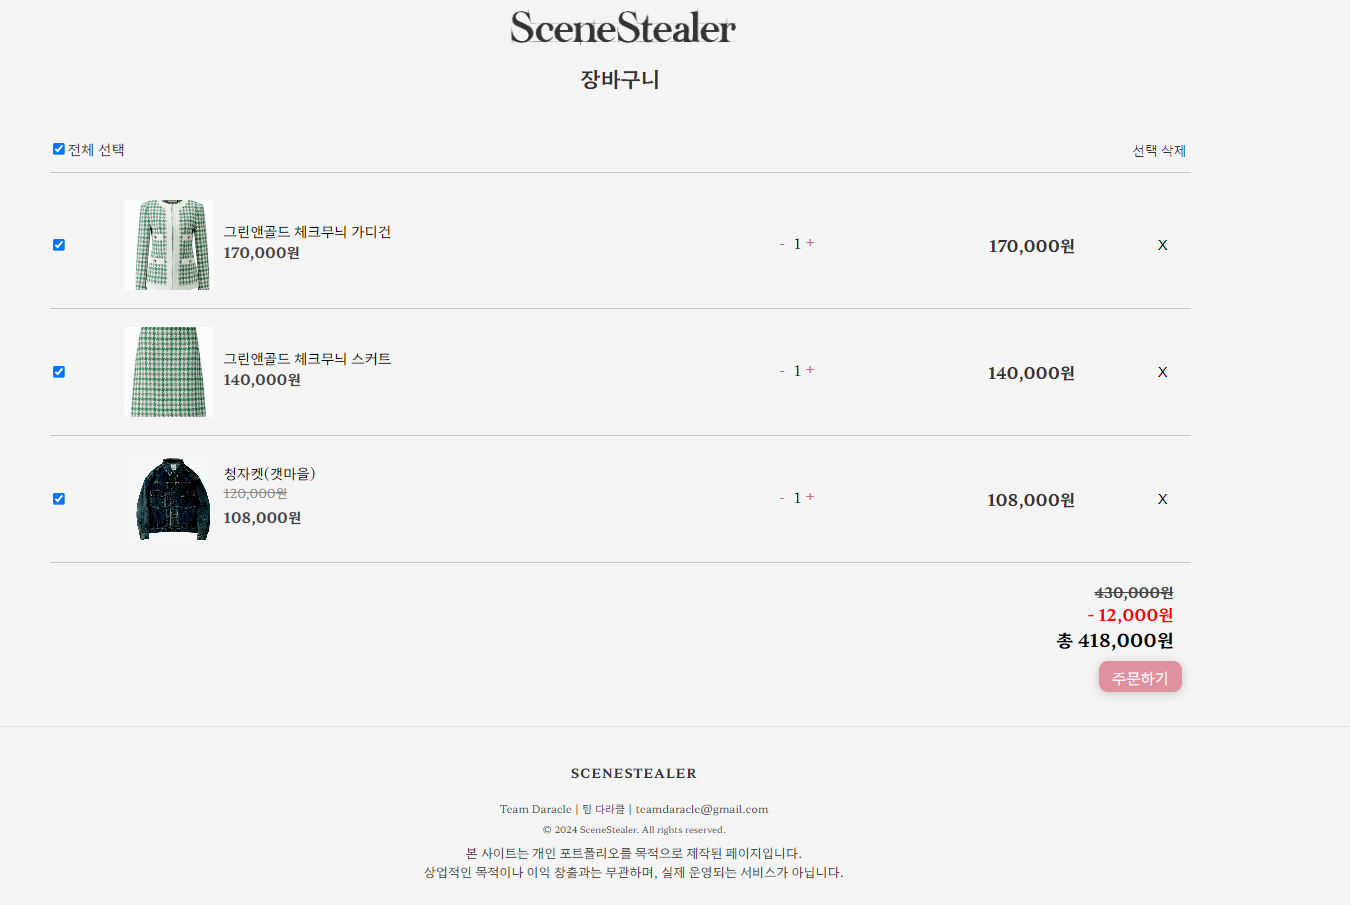 SceneStealer
장바구니
전체 선택
선택 삭제
그린앤골드 체크무늬 가디건
170,000원
- 1 +
170,000원
X
그린앤골드 체크무늬 스커트
140,000원
- 1 +
140,000원
X
청자켓(갯마을)
120,000원
108,000원
- 1 +
108,000원
X
430,000원
- 12,000원
총 418,000원
주문하기
SCENESTEALER
Team Daracle | 팀 다라클 | teamdaracle@gmail.com
© 2024 SceneStealer. All rights reserved.
본 사이트는 개인 포트폴리오를 목적으로 제작된 페이지입니다.
상업적인 목적이나 이익 창출과는 무관하며, 실제 운영되는 서비스가 아닙니다.